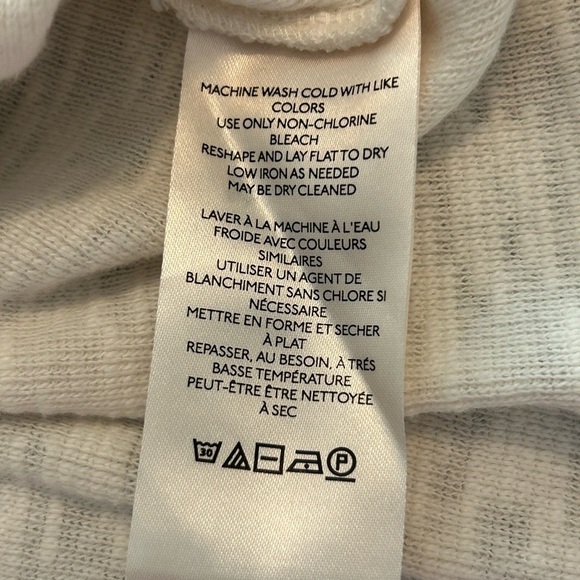 MACHINE WASH COLD WITH LIKE
COLORS
USE ONLY NON-CHLORINE
BLEACH
RESHAPE AND LAY FLAT TO DRY
LOW IRON AS NEEDED
MAY BE DRY CLEANED
LAVER À LA MACHINE À L'EAU
FROIDE AVEC COULEURS
SIMILAIRES
UTILISER UN AGENT DE
BLANCHIMENT SANS CHLORE SI
NÉCESSAIRE
METTRE EN FORME ET SECHER
À PLAT
REPASSER, AU BESOIN, À TRÉS
BASSE TEMPÉRATURE
PEUT-ÊTRE ÊTRE NETTOYÉE
À SEC
30 P